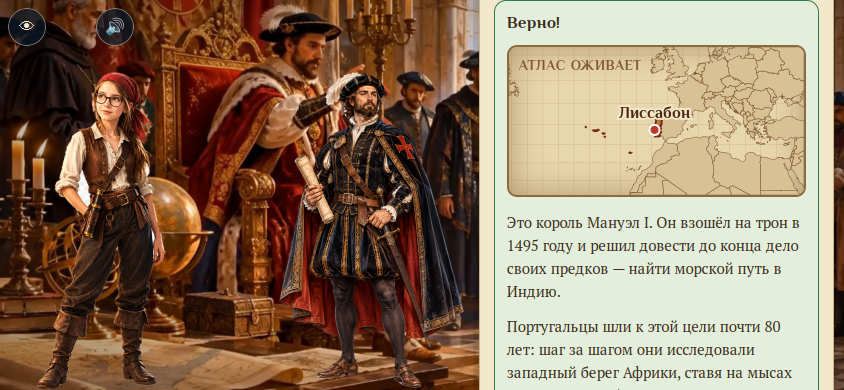 Верно!
АТЛАС ОЖИВАЕТ
Лиссабон
Это король Мануэл I. Он взошёл на трон в
1495 году и решил довести до конца дело
своих предков — найти морской путь в
Индию.
Португальцы шли к этой цели почти 80
лет: шаг за шагом они исследовали
западный берег Африки, ставя на мысах